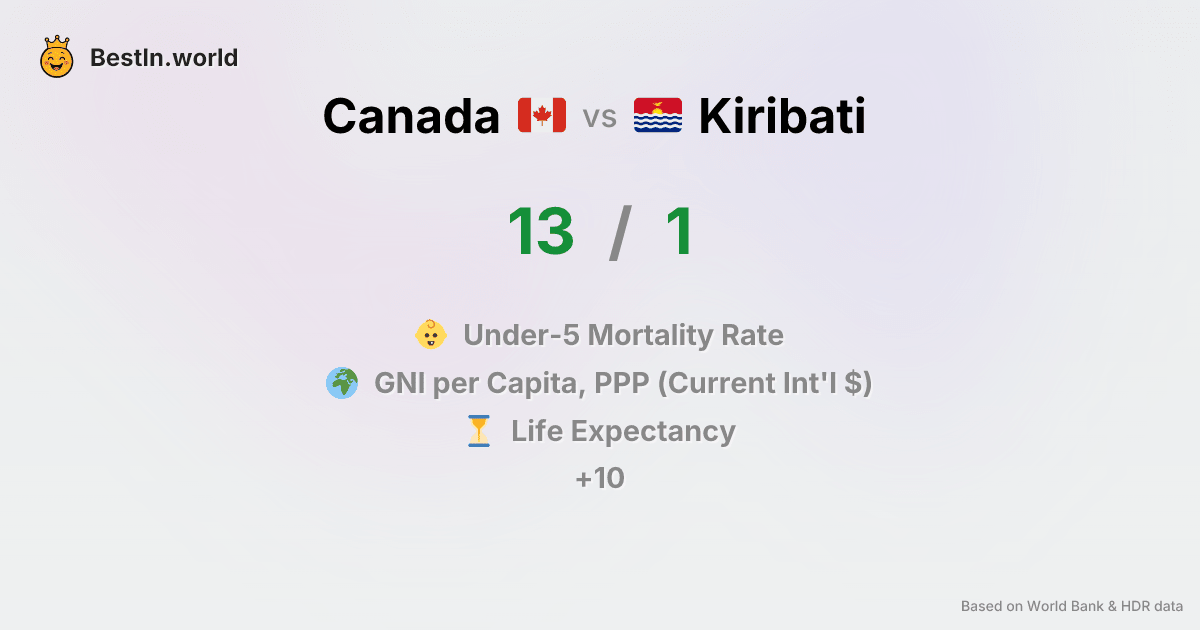 BestIn.world
Canada vs Kiribati
13 / 1
Under-5 Mortality Rate
GNI per Capita, PPP (Current Int'l $)
Life Expectancy
+10
Based on World Bank & HDR data